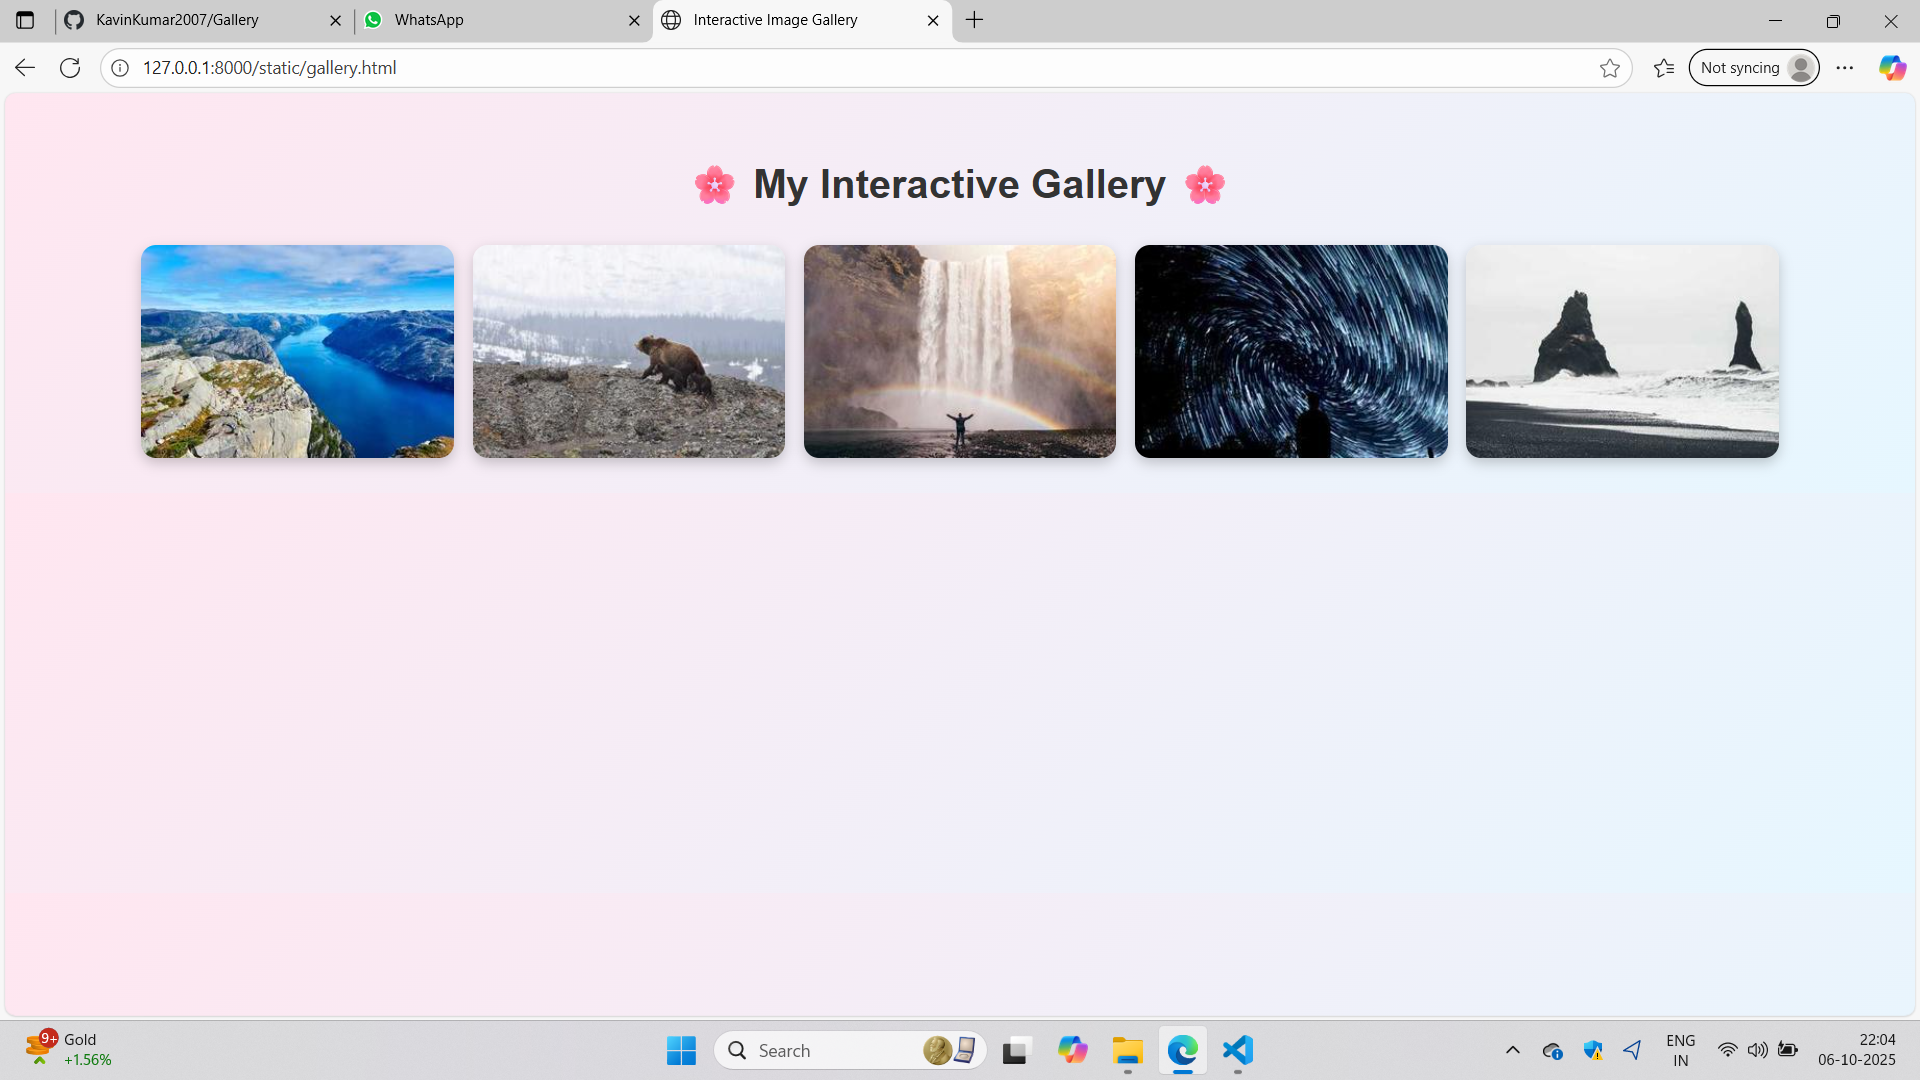 KavinKumar2007/Gallery
WhatsApp
Interactive Image Gallery
127.0.0.1:8000/static/gallery.html
Not syncing
🌸 My Interactive Gallery 🌸
9+
Gold
+1.56%
Search
ENG
IN
22:04
06-10-2025